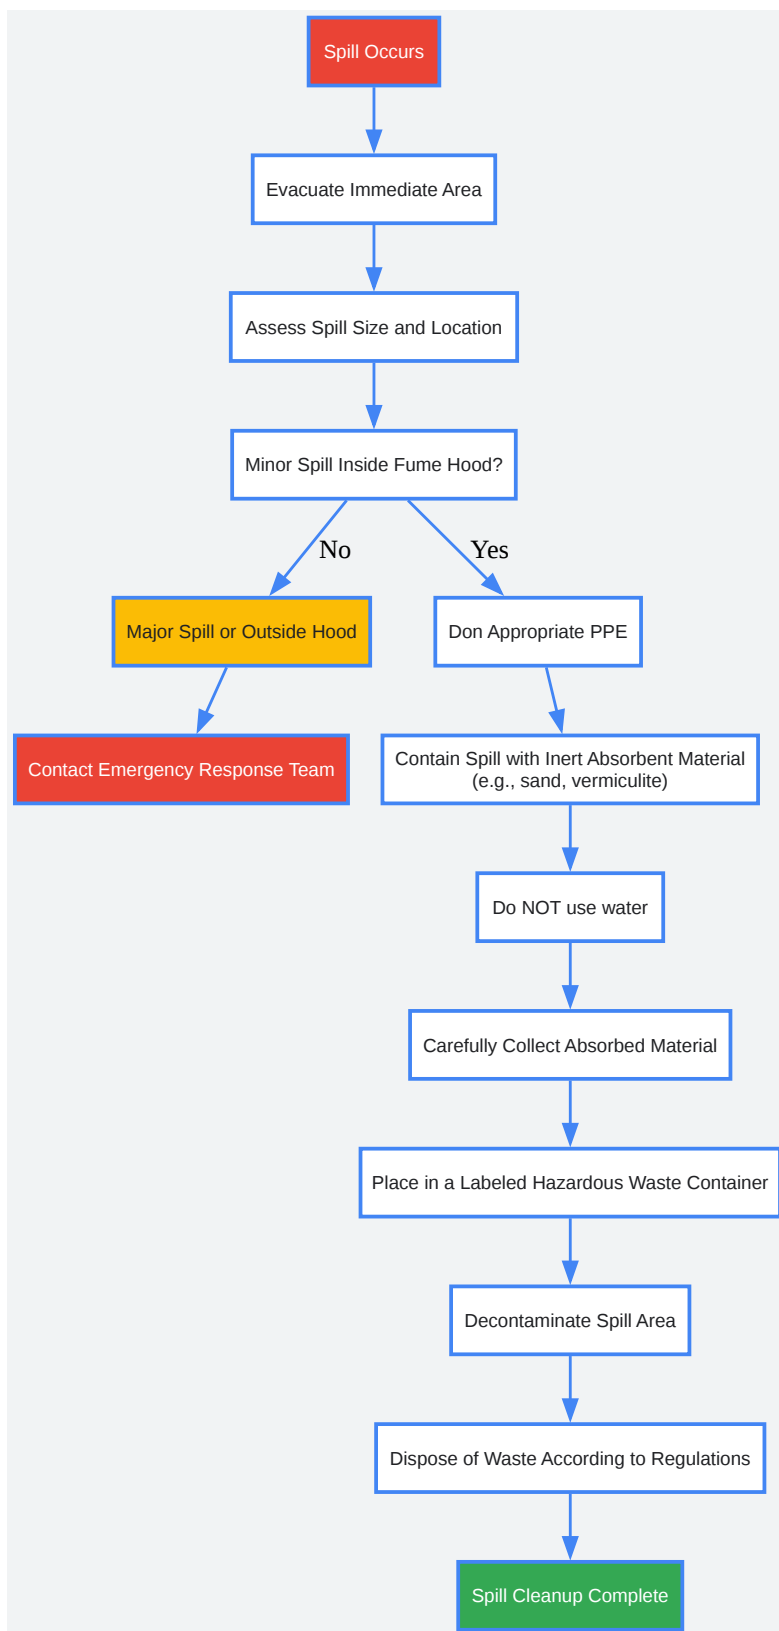 Spill Occurs
Evacuate Immediate Area
Assess Spill Size and Location
Minor Spill Inside Fume Hood?
No
Yes
Major Spill or Outside Hood
Don Appropriate PPE
Contact Emergency Response Team
Contain Spill with Inert Absorbent Material
(e.g., sand, vermiculite)
Do NOT use water
Carefully Collect Absorbed Material
Place in a Labeled Hazardous Waste Container
Decontaminate Spill Area
Dispose of Waste According to Regulations
Spill Cleanup Complete